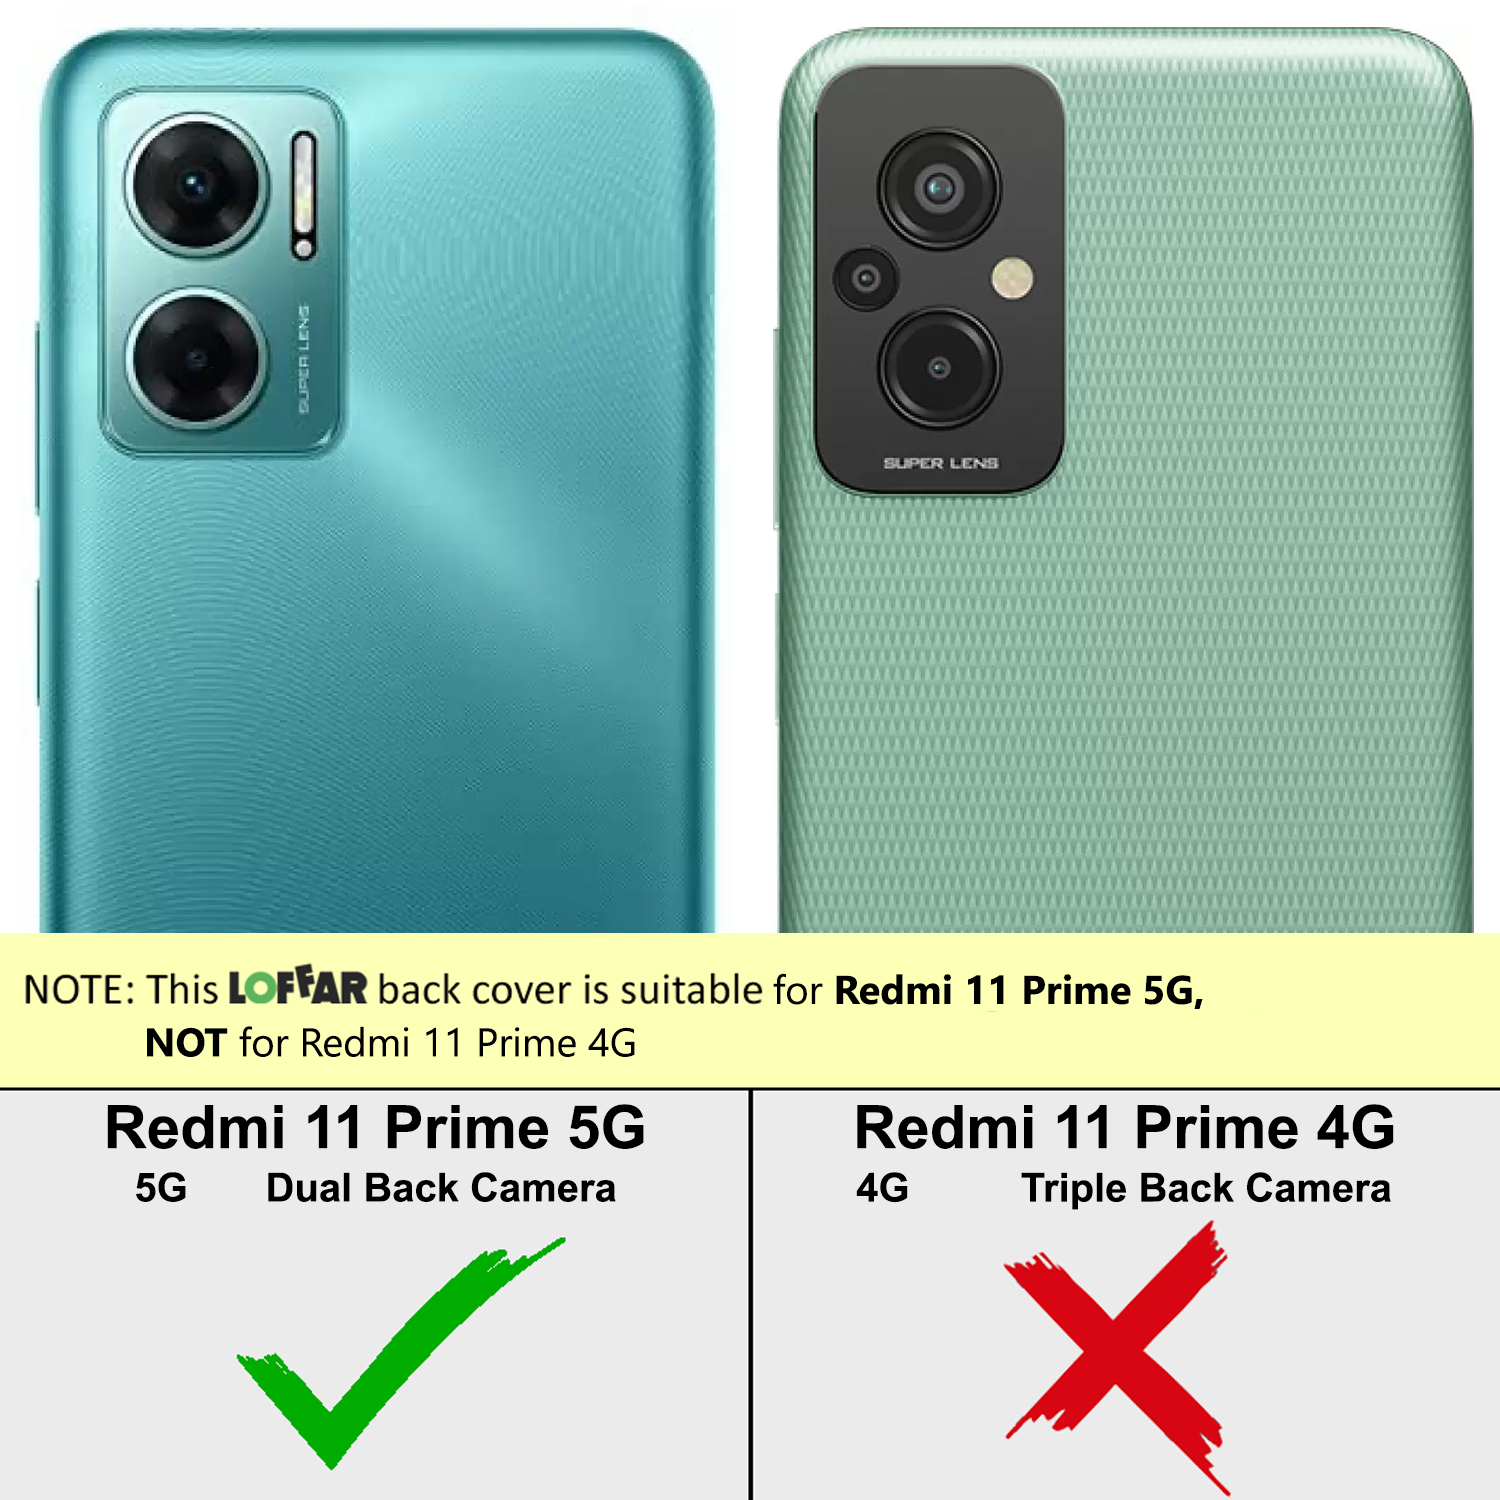 SUPER LENS
SUPER LENS
NOTE: This LOFFAR back cover is suitable for Redmi 11 Prime 5G,
NOT for Redmi 11 Prime 4G
Redmi 11 Prime 5G
5G Dual Back Camera
Redmi 11 Prime 4G
4G Triple Back Camera